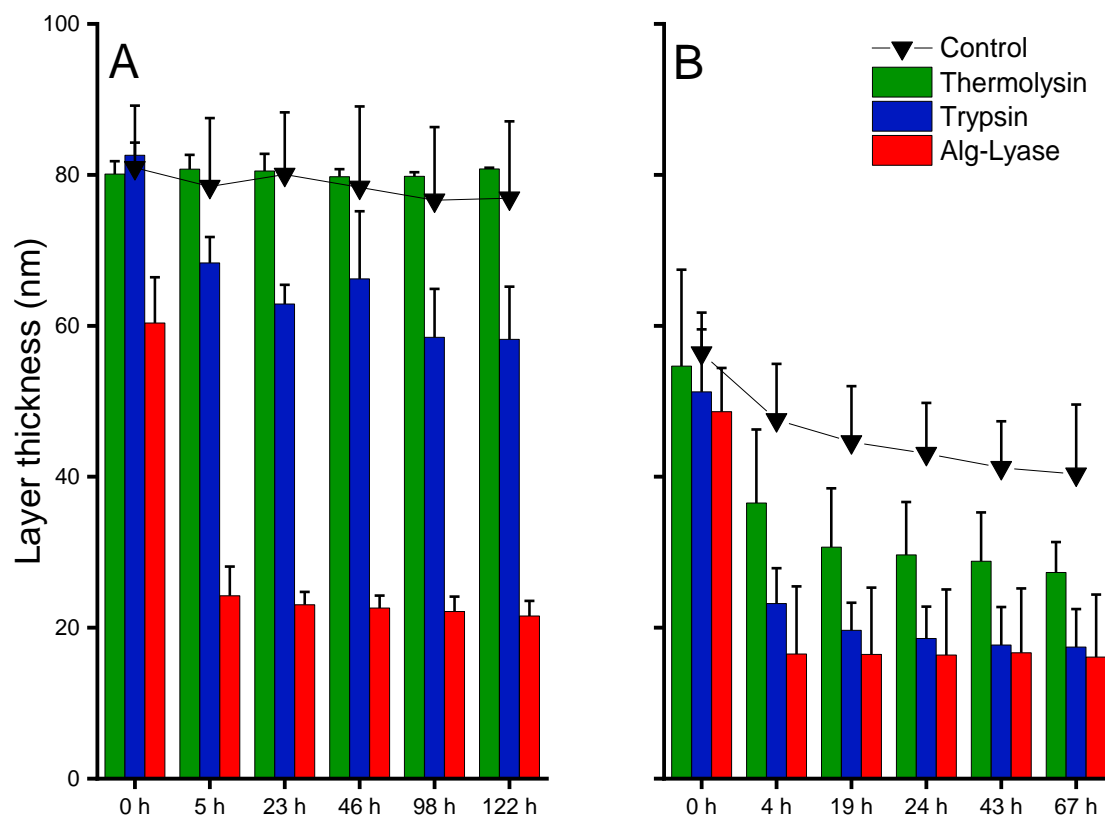 A
B
Control
Thermolysin
Trypsin
Alg-Lyase
Layer thickness (nm)
100
80
60
40
20
0
0 h 5 h 23 h 46 h 98 h 122 h
0 h 4 h 19 h 24 h 43 h 67 h